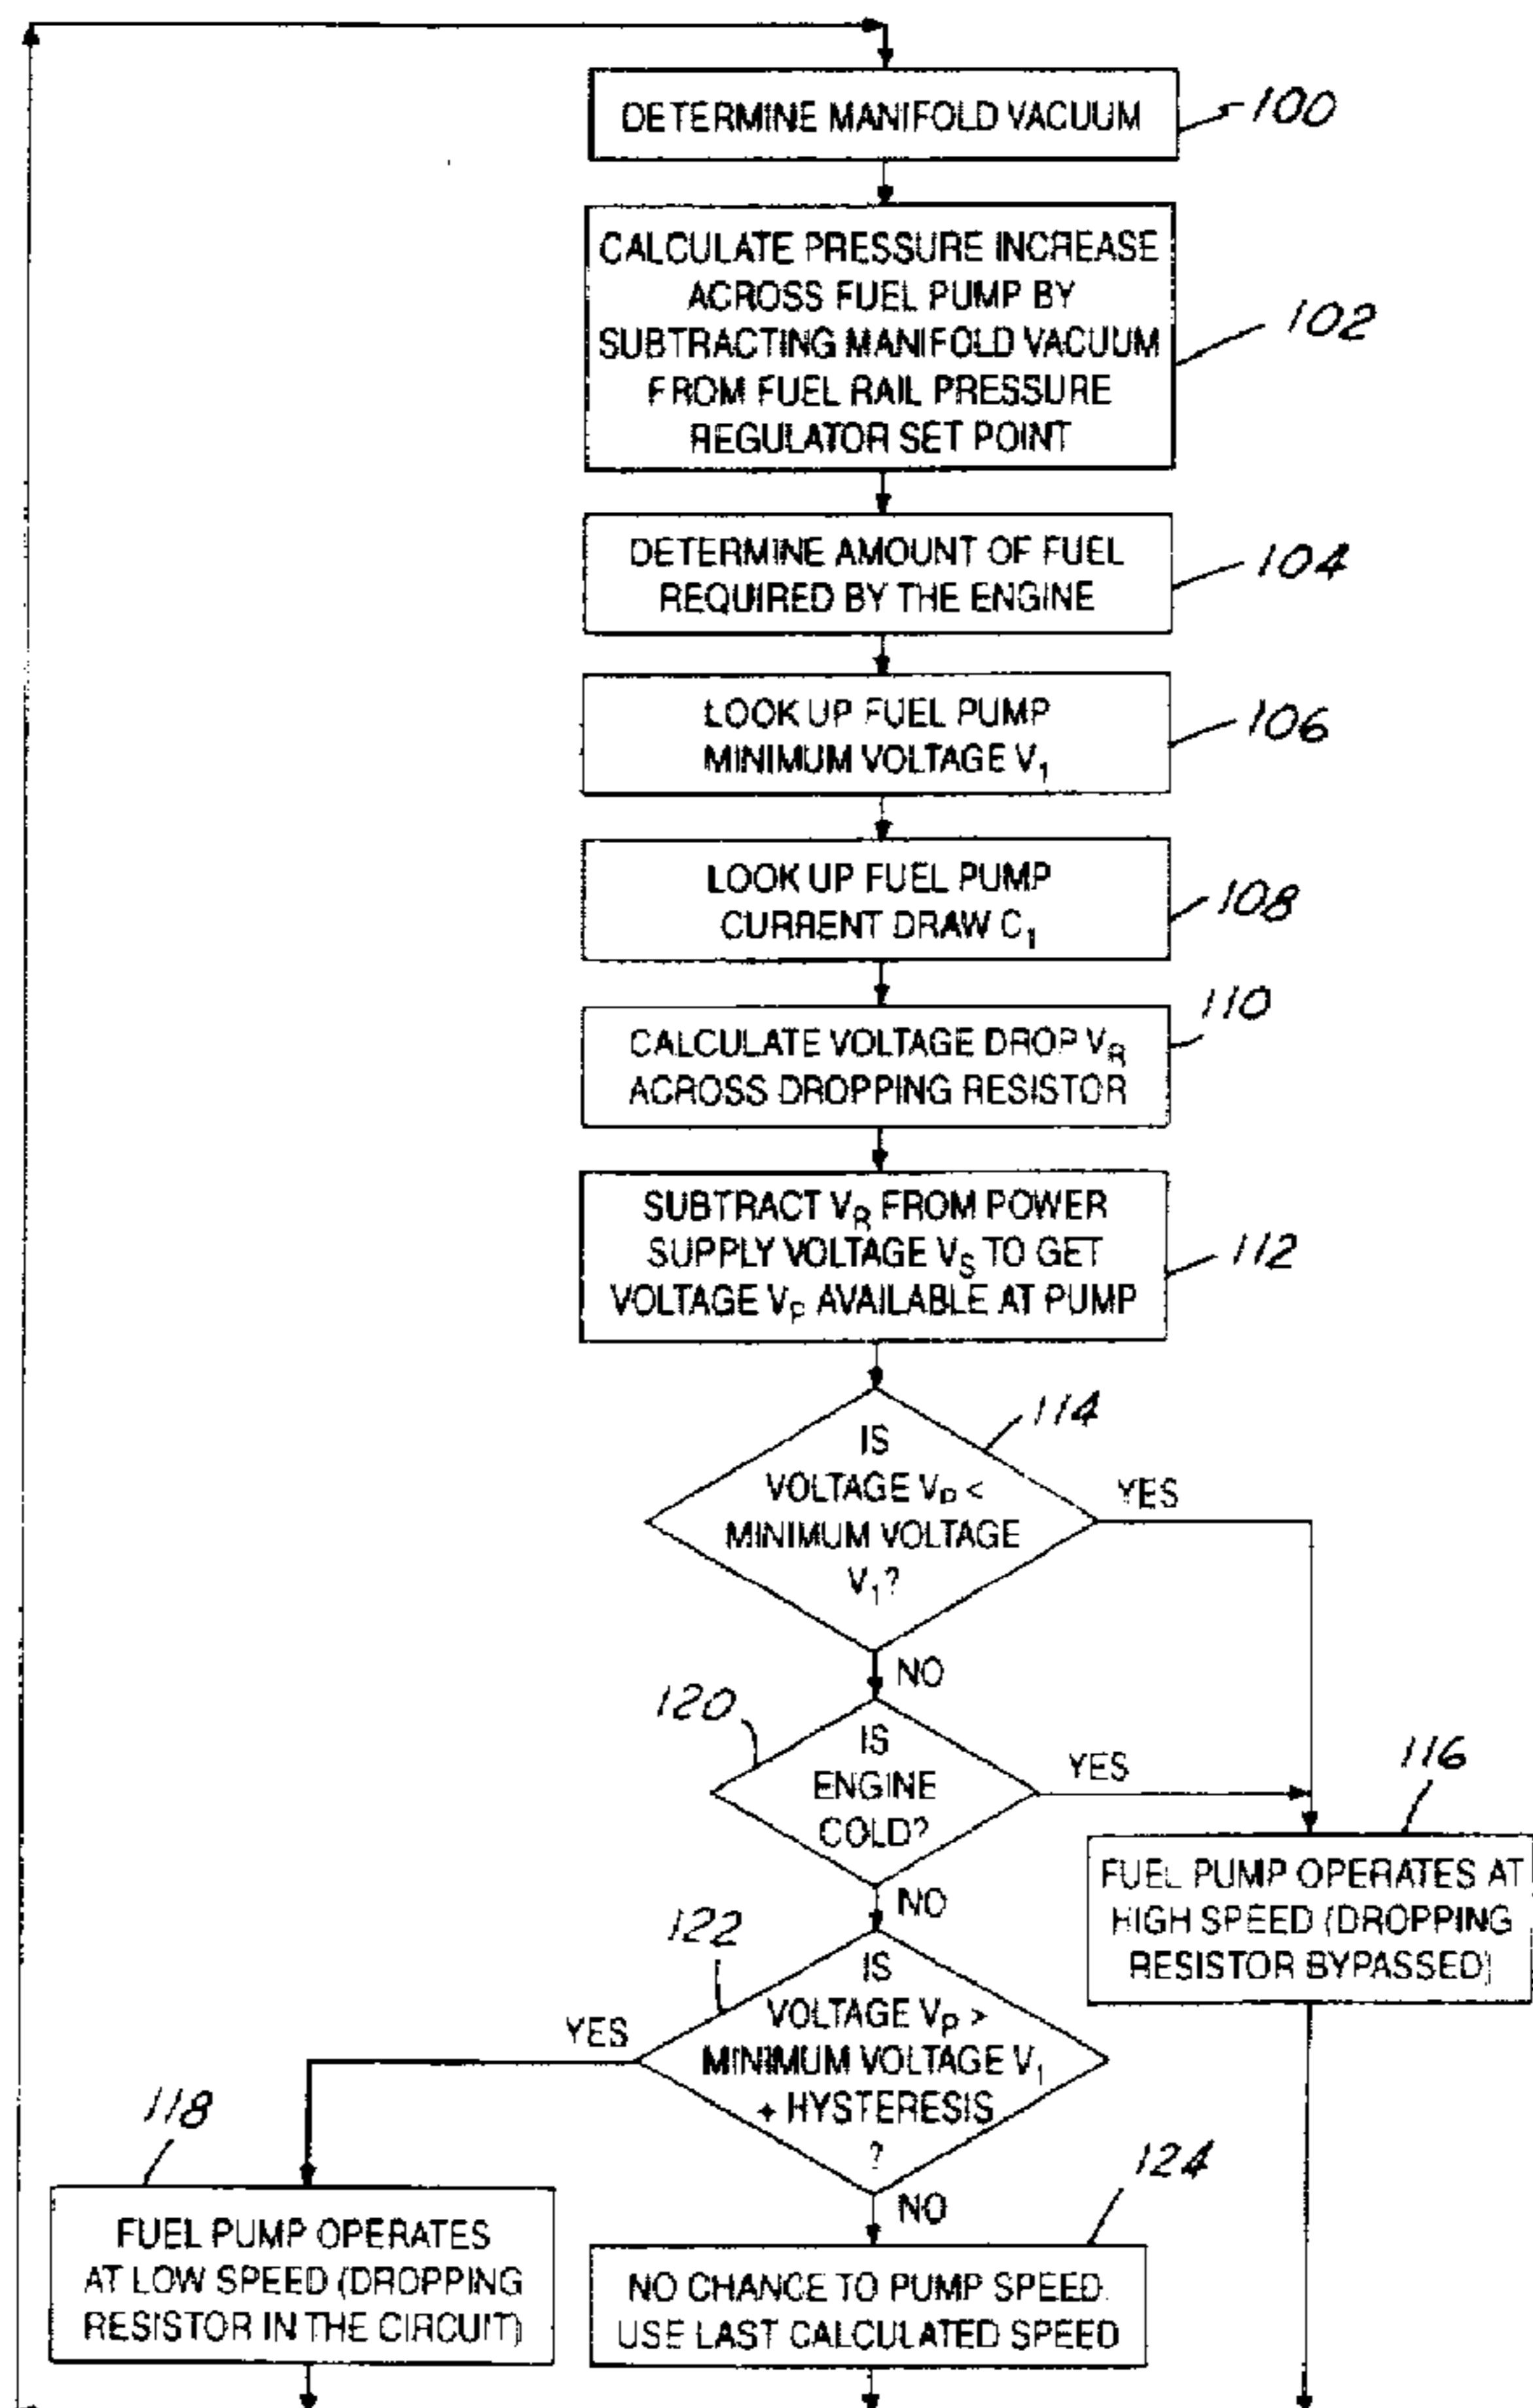 DETERMINE MANIFOLD VACUUM
100
CALCULATE PRESSURE INCREASE
ACROSS FUEL PUMP BY
SUBTRACTING MANIFOLD VACUUM
FROM FUEL RAIL PRESSURE
REGULATOR SET POINT
102
DETERMINE AMOUNT OF FUEL
REQUIRED BY THE ENGINE
104
LOOK UP FUEL PUMP
MINIMUM VOLTAGE V₁
106
LOOK UP FUEL PUMP
CURRENT DRAW C₁
108
CALCULATE VOLTAGE DROP V_R
ACROSS DROPPING RESISTOR
110
SUBTRACT V_R FROM POWER
SUPPLY VOLTAGE V_S TO GET
VOLTAGE V_P AVAILABLE AT PUMP
112
IS
VOLTAGE V_P <
MINIMUM VOLTAGE
V₁?
114
YES
NO
120
IS
ENGINE
COLD?
YES
116
FUEL PUMP OPERATES AT
HIGH SPEED (DROPPING
RESISTOR BYPASSED)
NO
122
IS
VOLTAGE V_P >
MINIMUM VOLTAGE V₁
+ HYSTERESIS
?
YES
118
FUEL PUMP OPERATES
AT LOW SPEED (DROPPING
RESISTOR IN THE CIRCUIT)
NO
124
NO CHANCE TO PUMP SPEED.
USE LAST CALCULATED SPEED